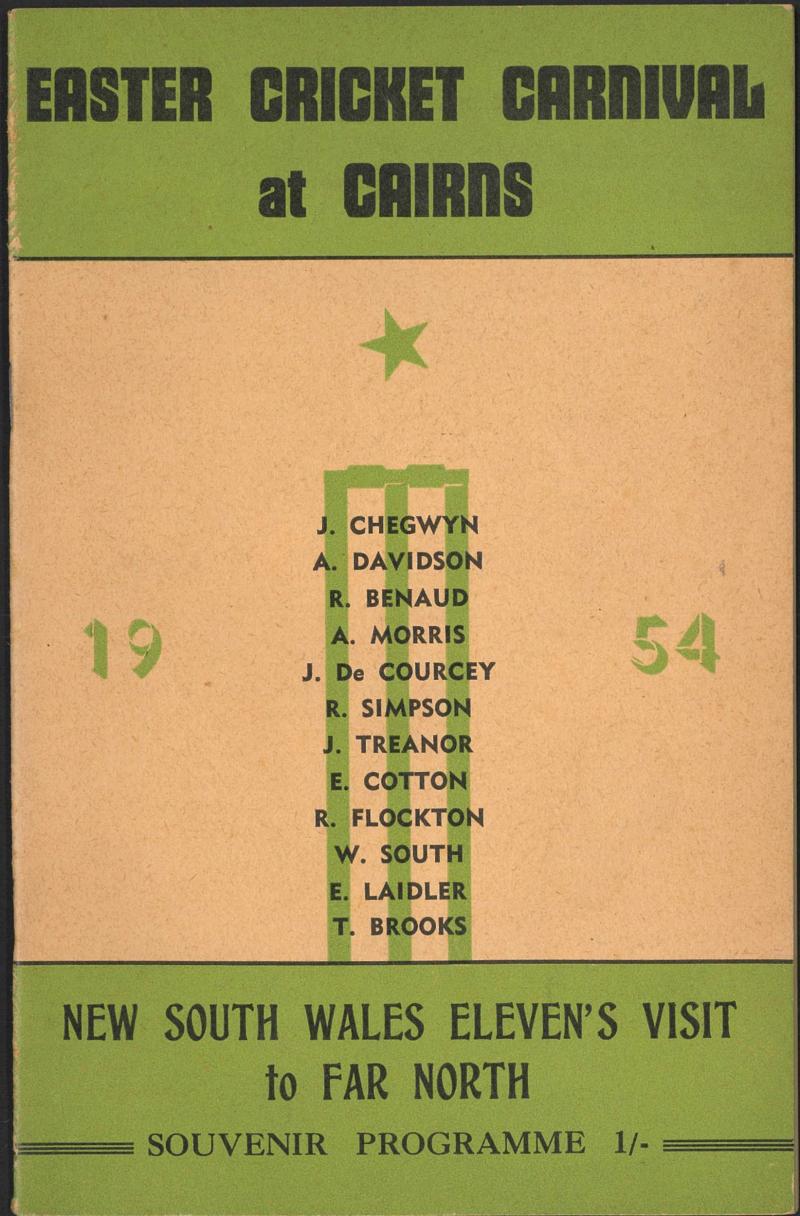 EASTER CRICKET CARNIVAL
at CAIRNS
J. CHEGWYN
A. DAVIDSON
R. BENAUD
A. MORRIS
19
54
J. De COURCEY
R. SIMPSON
J. TREANOR
E. COTTON
R. FLOCKTON
W. SOUTH
E. LAIDLER
T. BROOKS
NEW SOUTH WALES ELEVEN'S VISIT
to FAR NORTH
SOUVENIR PROGRAMME 1/-